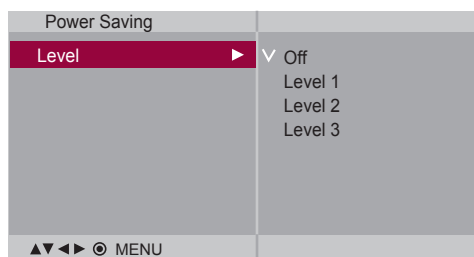 Power Saving
Level ▶
✓ Off
Level 1
Level 2
Level 3
▲▼◄► ◉ MENU